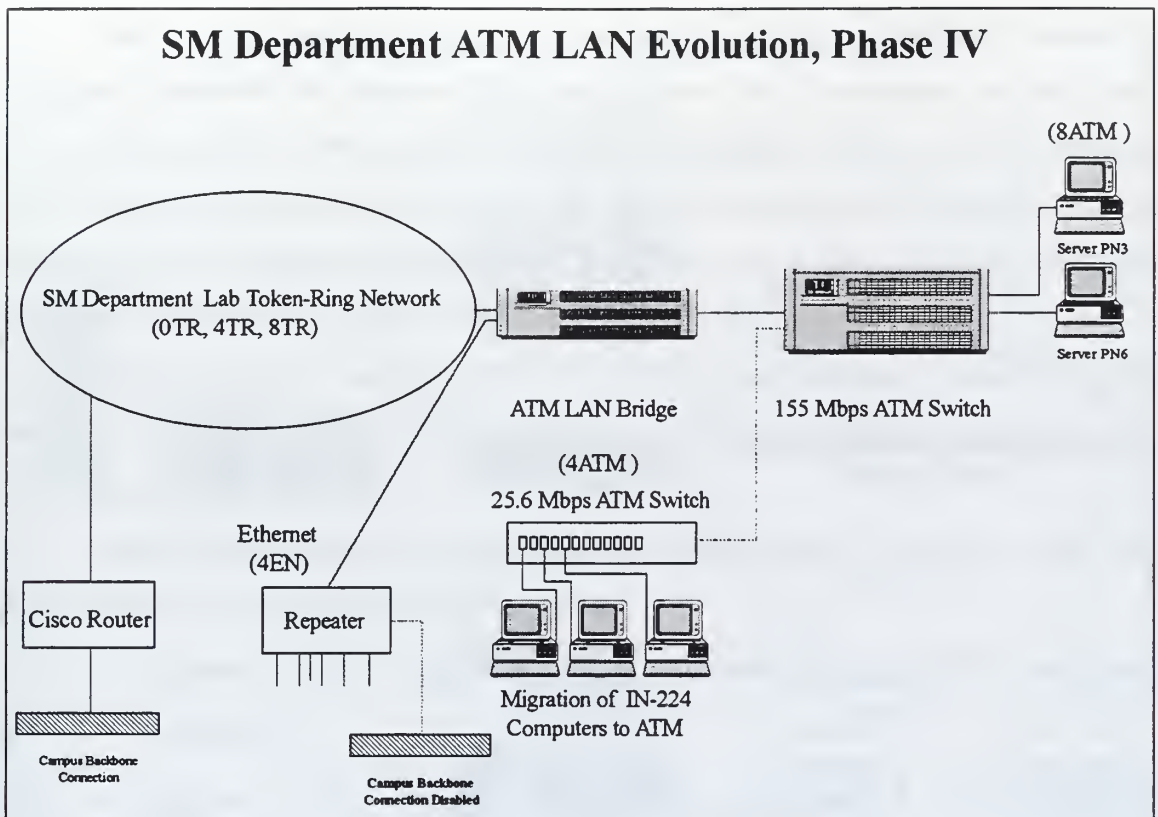 SM Department ATM LAN Evolution, Phase IV
(8ATM )
Server PN3
SM Department Lab Token-Ring Network
(0TR, 4TR, 8TR)
Server PN6
ATM LAN Bridge
155 Mbps ATM Switch
(4ATM )
25.6 Mbps ATM Switch
Ethernet
(4EN)
Cisco Router
Repeater
Migration of IN-224
Computers to ATM
Campus Backbone
Connection
Campus Backbone
Connection Disabled